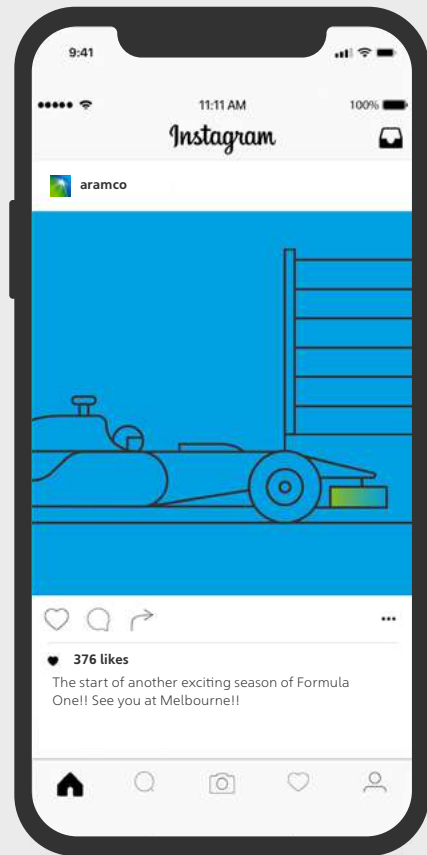 9:41
11:11 AM
100%
Instagram
aramco
376 likes
The start of another exciting season of Formula
One!! See you at Melbourne!!